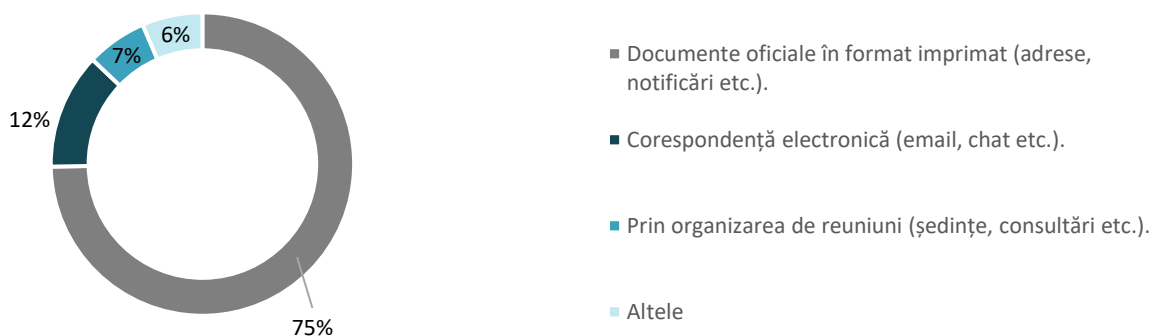 6%
7%
12%
75%
Documente oficiale în format imprimat (adrese,
notificări etc.).
Corespondență electronică (email, chat etc.).
Prin organizarea de reuniuni (ședințe, consultări etc.).
Altele